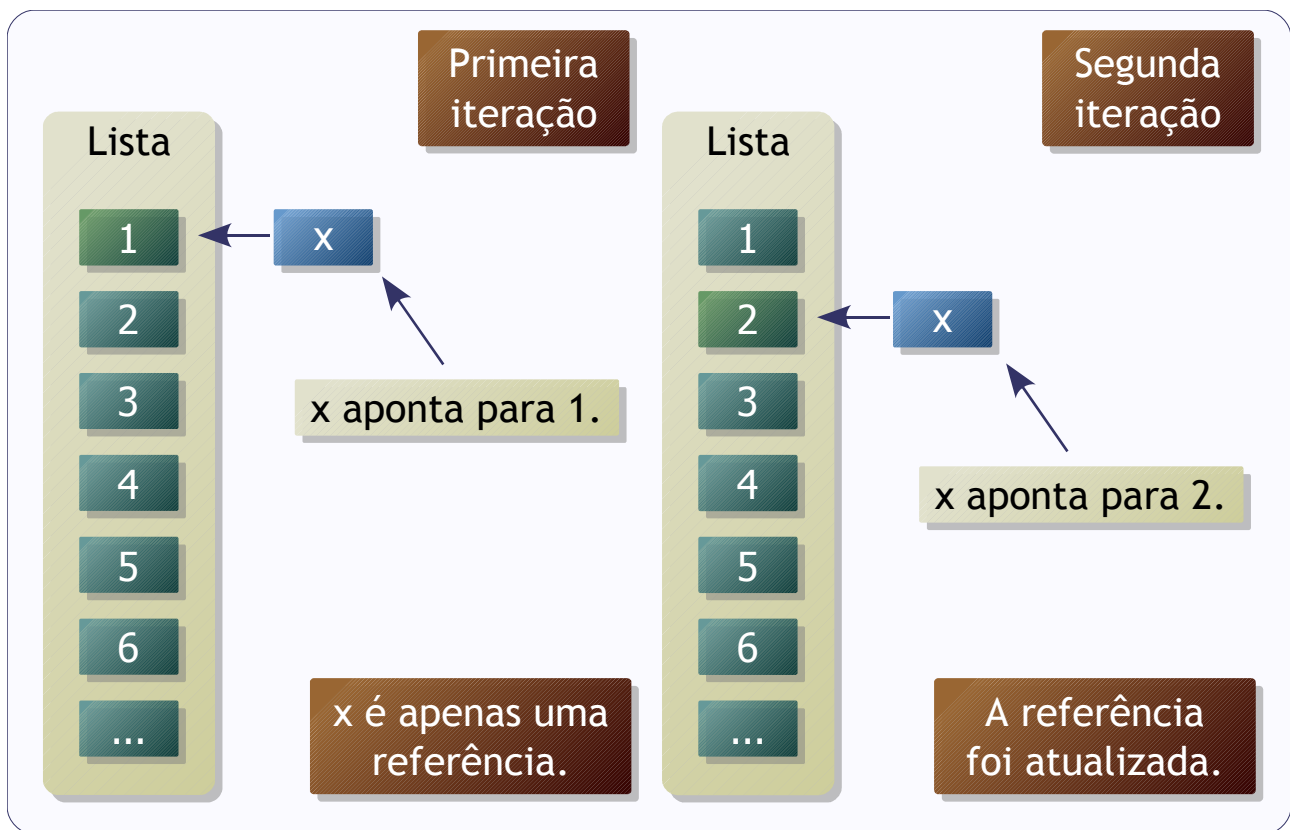 Primeira
iteração
Lista
1
x
2
3
x aponta para 1.
4
5
6
...
x é apenas uma
referência.
Segunda
iteração
Lista
1
2
x
3
4
x aponta para 2.
5
6
...
A referência
foi atualizada.